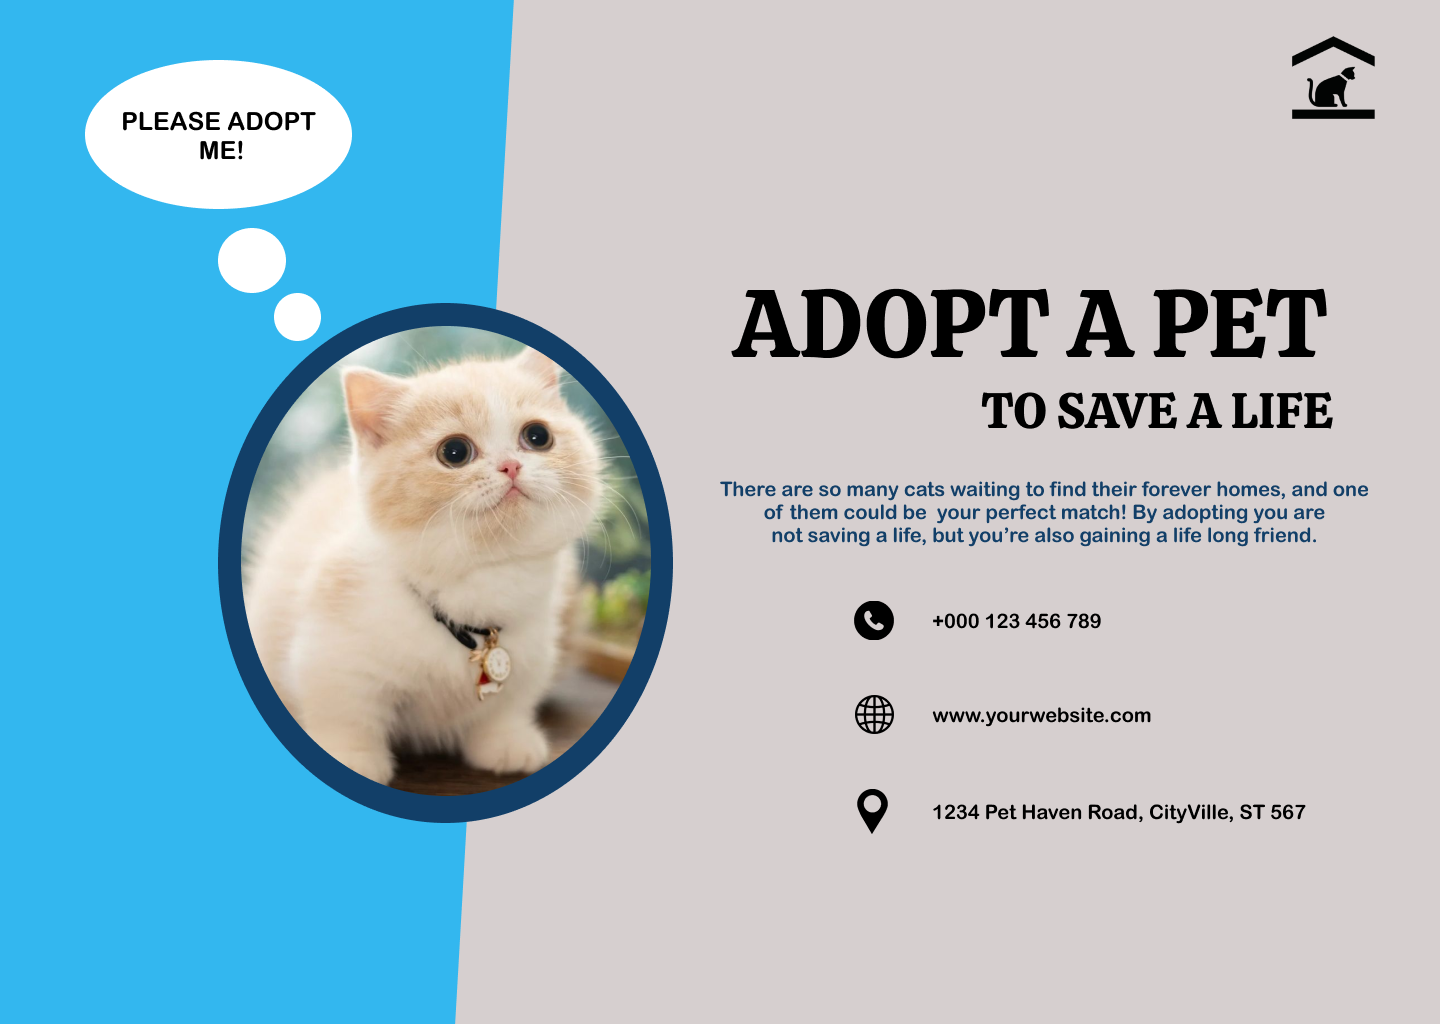 PLEASE ADOPT
ME!
ADOPT A PET
TO SAVE A LIFE
There are so many cats waiting to find their forever homes, and one
of them could be  your perfect match! By adopting you are
not saving a life, but you’re also gaining a life long friend.
+000 123 456 789
www.yourwebsite.com
1234 Pet Haven Road, CityVille, ST 567